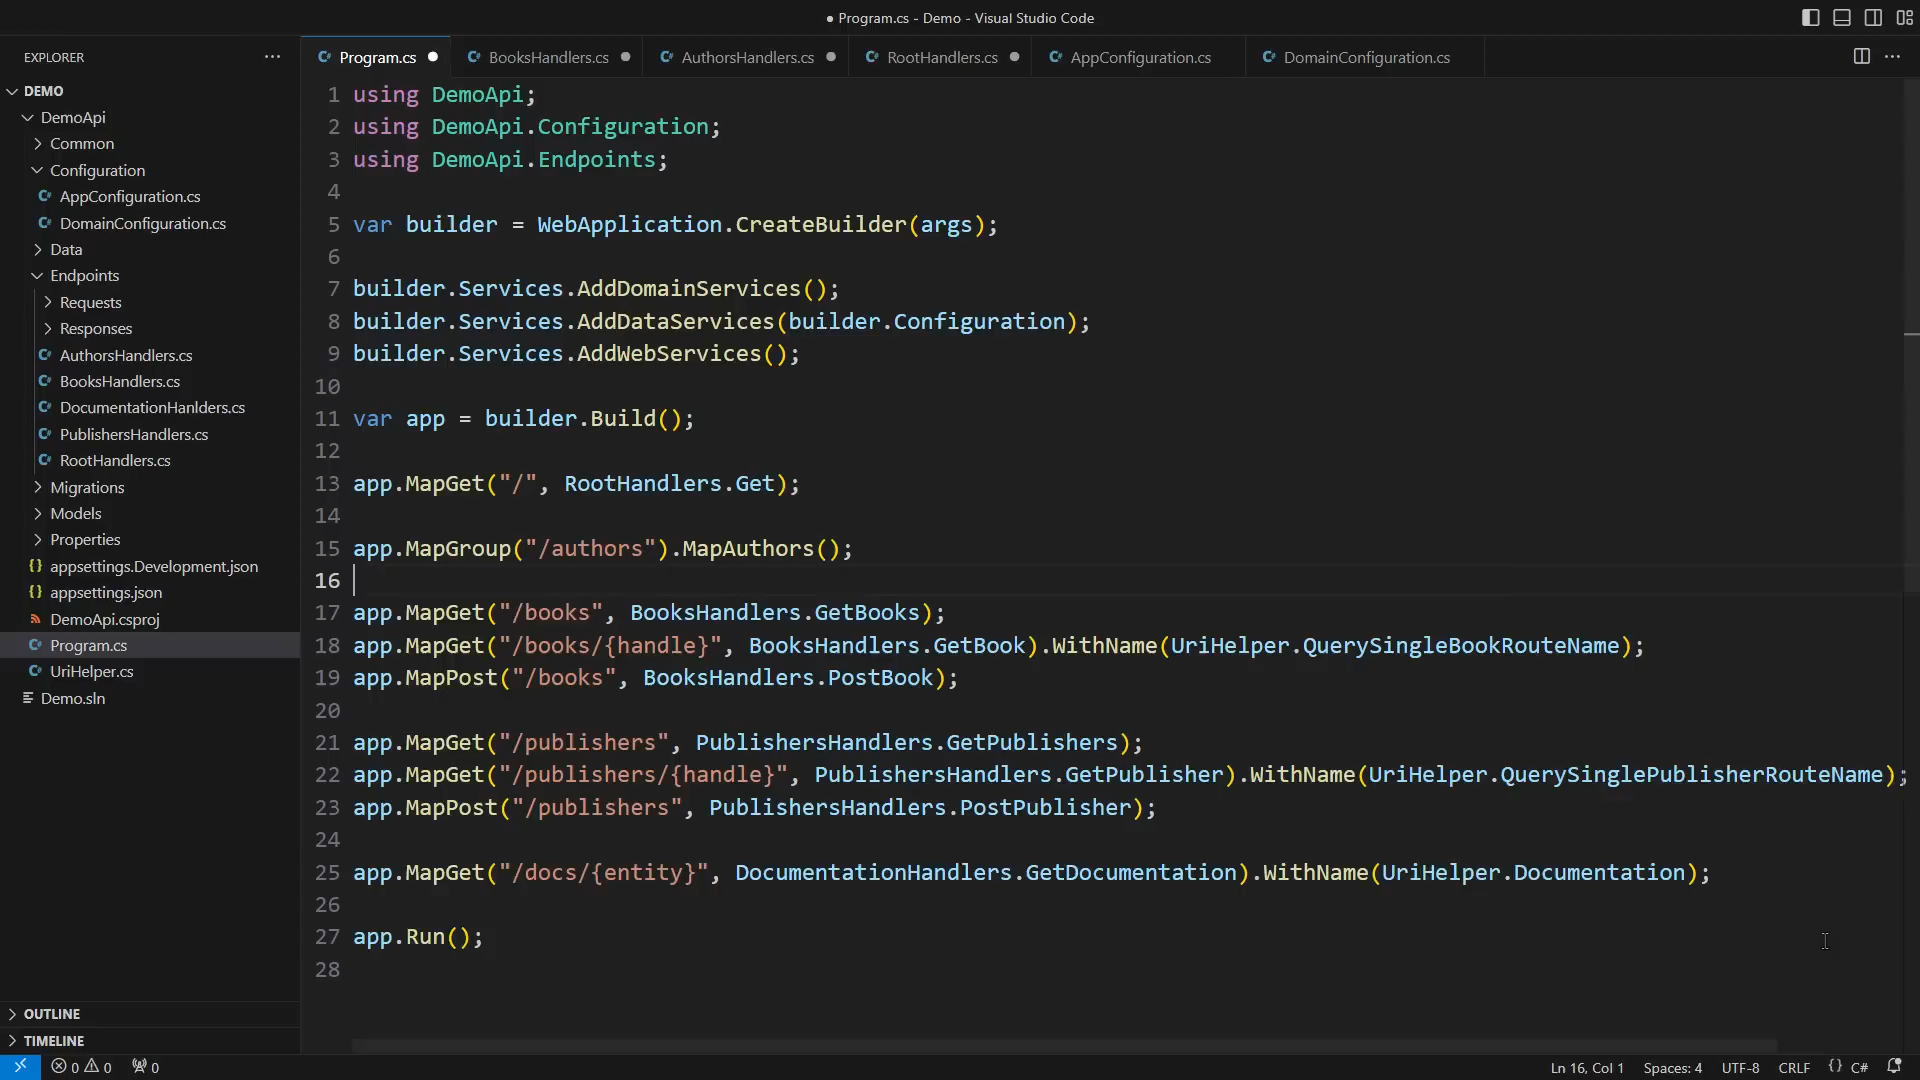 Program.cs - Demo - Visual Studio Code
EXPLORER
Program.cs
BooksHandlers.cs
AuthorsHandlers.cs
RootHandlers.cs
AppConfiguration.cs
DomainConfiguration.cs
DEMO
DemoApi
Common
Configuration
AppConfiguration.cs
DomainConfiguration.cs
Data
Endpoints
Requests
Responses
AuthorsHandlers.cs
BooksHandlers.cs
DocumentationHanlders.cs
PublishersHandlers.cs
RootHandlers.cs
Migrations
Models
Properties
appsettings.Development.json
appsettings.json
DemoApi.csproj
Program.cs
UriHelper.cs
Demo.sln
OUTLINE
TIMELINE
1 using DemoApi;
2 using DemoApi.Configuration;
3 using DemoApi.Endpoints;
4
5 var builder = WebApplication.CreateBuilder(args);
6
7 builder.Services.AddDomainServices();
8 builder.Services.AddDataServices(builder.Configuration);
9 builder.Services.AddWebServices();
10
11 var app = builder.Build();
12
13 app.MapGet("/", RootHandlers.Get);
14
15 app.MapGroup("/authors").MapAuthors();
16
17 app.MapGet("/books", BooksHandlers.GetBooks);
18 app.MapGet("/books/{handle}", BooksHandlers.GetBook).WithName(UriHelper.QuerySingleBookRouteName);
19 app.MapPost("/books", BooksHandlers.PostBook);
20
21 app.MapGet("/publishers", PublishersHandlers.GetPublishers);
22 app.MapGet("/publishers/{handle}", PublishersHandlers.GetPublisher).WithName(UriHelper.QuerySinglePublisherRouteName);
23 app.MapPost("/publishers", PublishersHandlers.PostPublisher);
24
25 app.MapGet("/docs/{entity}", DocumentationHandlers.GetDocumentation).WithName(UriHelper.Documentation);
26
27 app.Run();
28
0 0 0
Ln 16, Col 1 Spaces: 4 UTF-8 CRLF {} C#